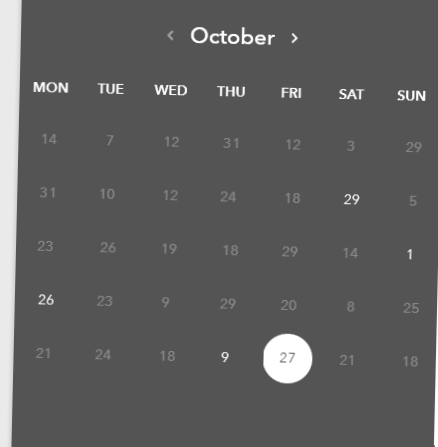 ‹ October ›
MON TUE WED THU FRI SAT SUN
14 7 12 31 12 3 29
31 10 12 24 18 29 5
23 26 19 18 29 14 1
26 23 9 29 20 8 25
21 24 18 9 27 21 18